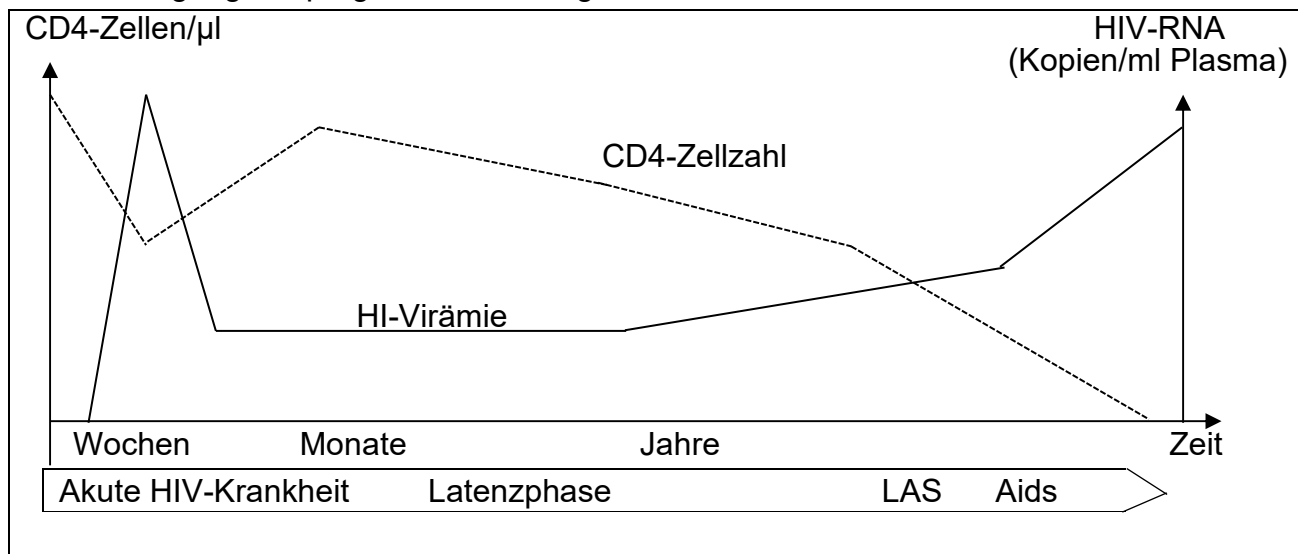 CD4-Zellen/µl
HIV-RNA
(Kopien/ml Plasma)
CD4-Zellzahl
HI-Virämie
Wochen Monate Jahre Zeit
Akute HIV-Krankheit Latenzphase LAS Aids